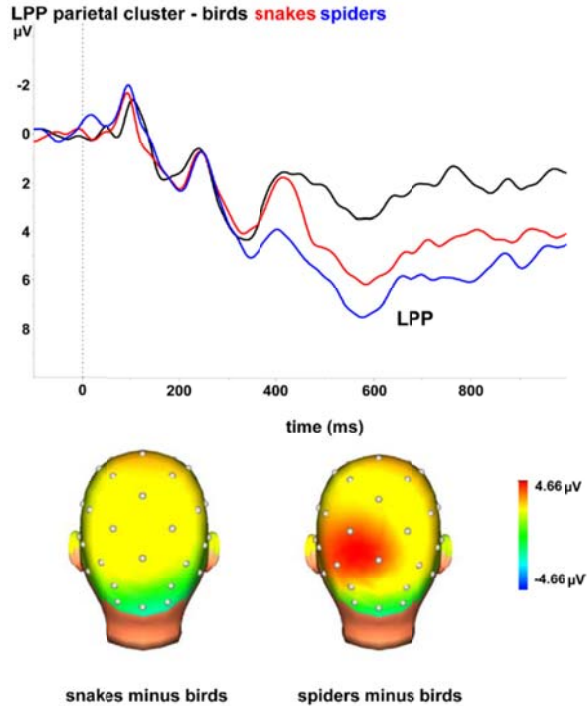 LPP parietal cluster - birds snakes spiders
µV
-2
0
2
4
6
8
LPP
0 200 400 600 800
time (ms)
4.66 µV
-4.66 µV
snakes minus birds spiders minus birds